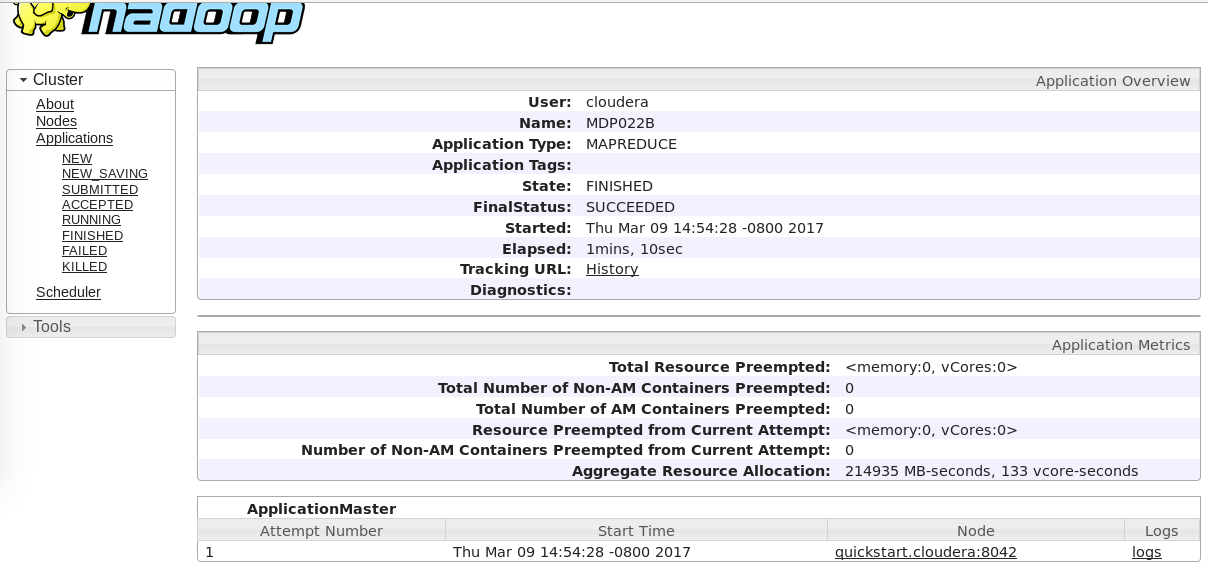 hadoop
Cluster
About
Nodes
Applications
NEW
NEW_SAVING
SUBMITTED
ACCEPTED
RUNNING
FINISHED
FAILED
KILLED
Scheduler
Tools
Application Overview
User: cloudera
Name: MDP022B
Application Type: MAPREDUCE
Application Tags:
State: FINISHED
FinalStatus: SUCCEEDED
Started: Thu Mar 09 14:54:28 -0800 2017
Elapsed: 1mins, 10sec
Tracking URL: History
Diagnostics:
Application Metrics
Total Resource Preempted: <memory:0, vCores:0>
Total Number of Non-AM Containers Preempted: 0
Total Number of AM Containers Preempted: 0
Resource Preempted from Current Attempt: <memory:0, vCores:0>
Number of Non-AM Containers Preempted from Current Attempt: 0
Aggregate Resource Allocation: 214935 MB-seconds, 133 vcore-seconds
ApplicationMaster
Attempt Number Start Time Node Logs
1 Thu Mar 09 14:54:28 -0800 2017 quickstart.cloudera:8042 logs